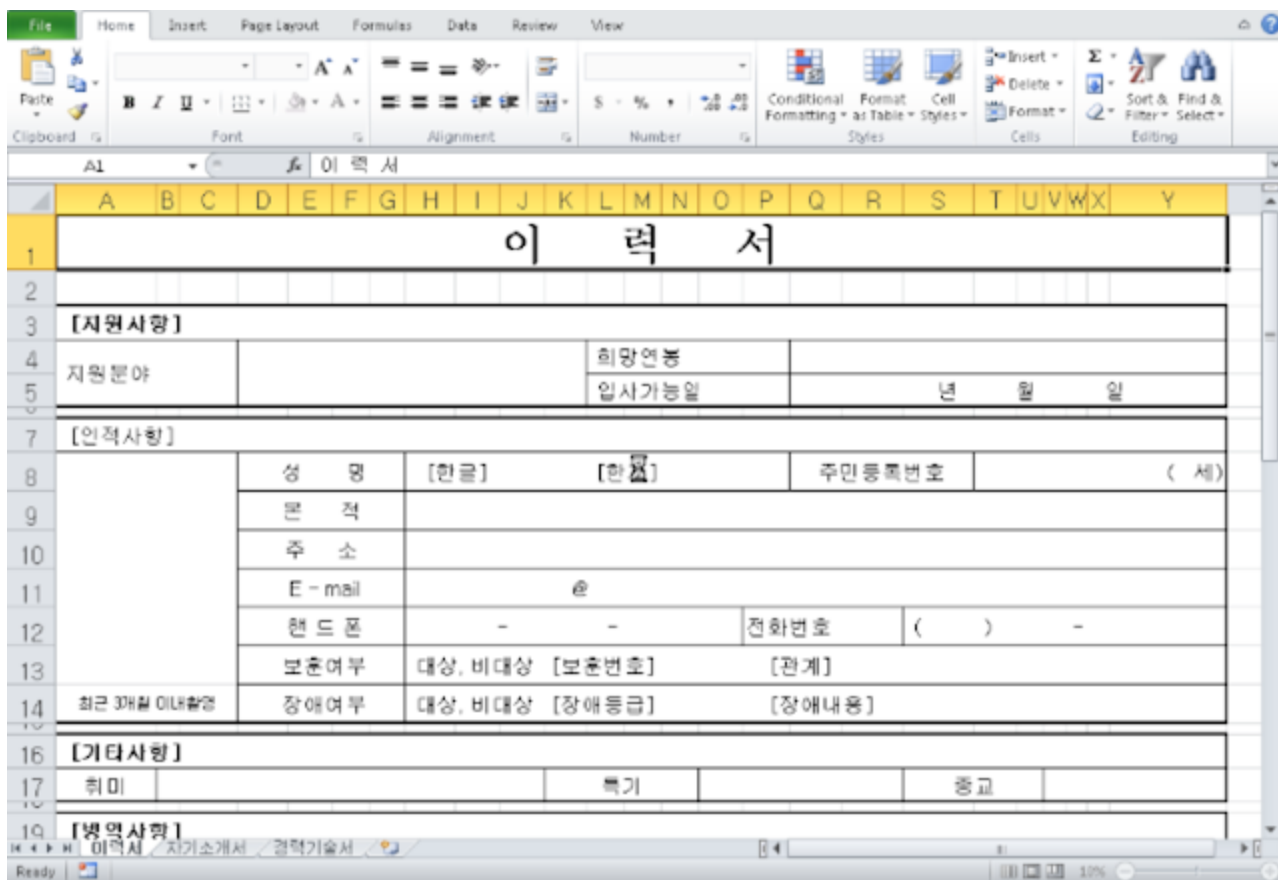 File Home Insert Page Layout Formulas Data Review View
Paste
Conditional Formatting
Format as Table
Cell Styles
Insert
Delete
Format
Sort & Filter
Find & Select
Clipboard Font Alignment Number Styles Cells Editing
A1 fx 이 력 서
A B C D E F G H I J K L M N O P Q R S T U V W X Y
1 이 력 서
2
3 [지원사항]
4 지원분야 희망연봉
5 입사가능일 년 월 일
7 [인적사항]
8 성 명 [한글] [한 ] 주민등록번호 ( 세)
9 본 적
10 주 소
11 E - mail @
12 핸 드 폰 - - 전화번호 ( ) -
13 보훈여부 대상, 비대상 [보훈번호] [관계]
14 최근 3개월 이내촬영 장애여부 대상, 비대상 [장애등급] [장애내용]
16 [기타사항]
17 취미 특기 종교
19 [병역사항]
이력서 자기소개서 경력기술서
Ready 10%